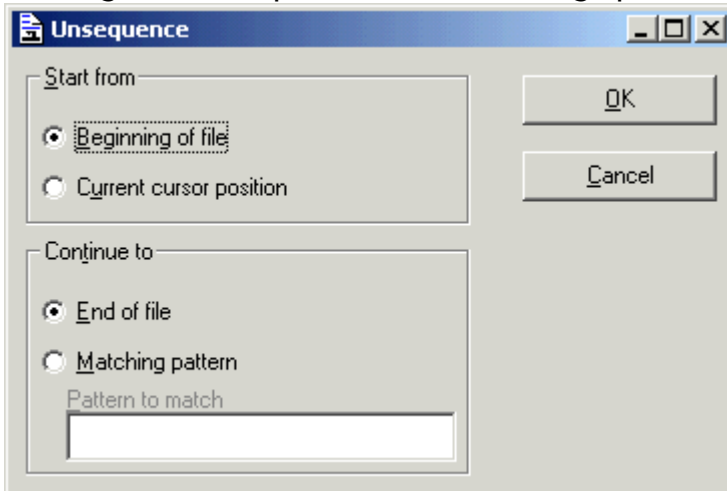 Unsequence
Start from
Beginning of file
Current cursor position
OK
Cancel
Continue to
End of file
Matching pattern
Pattern to match